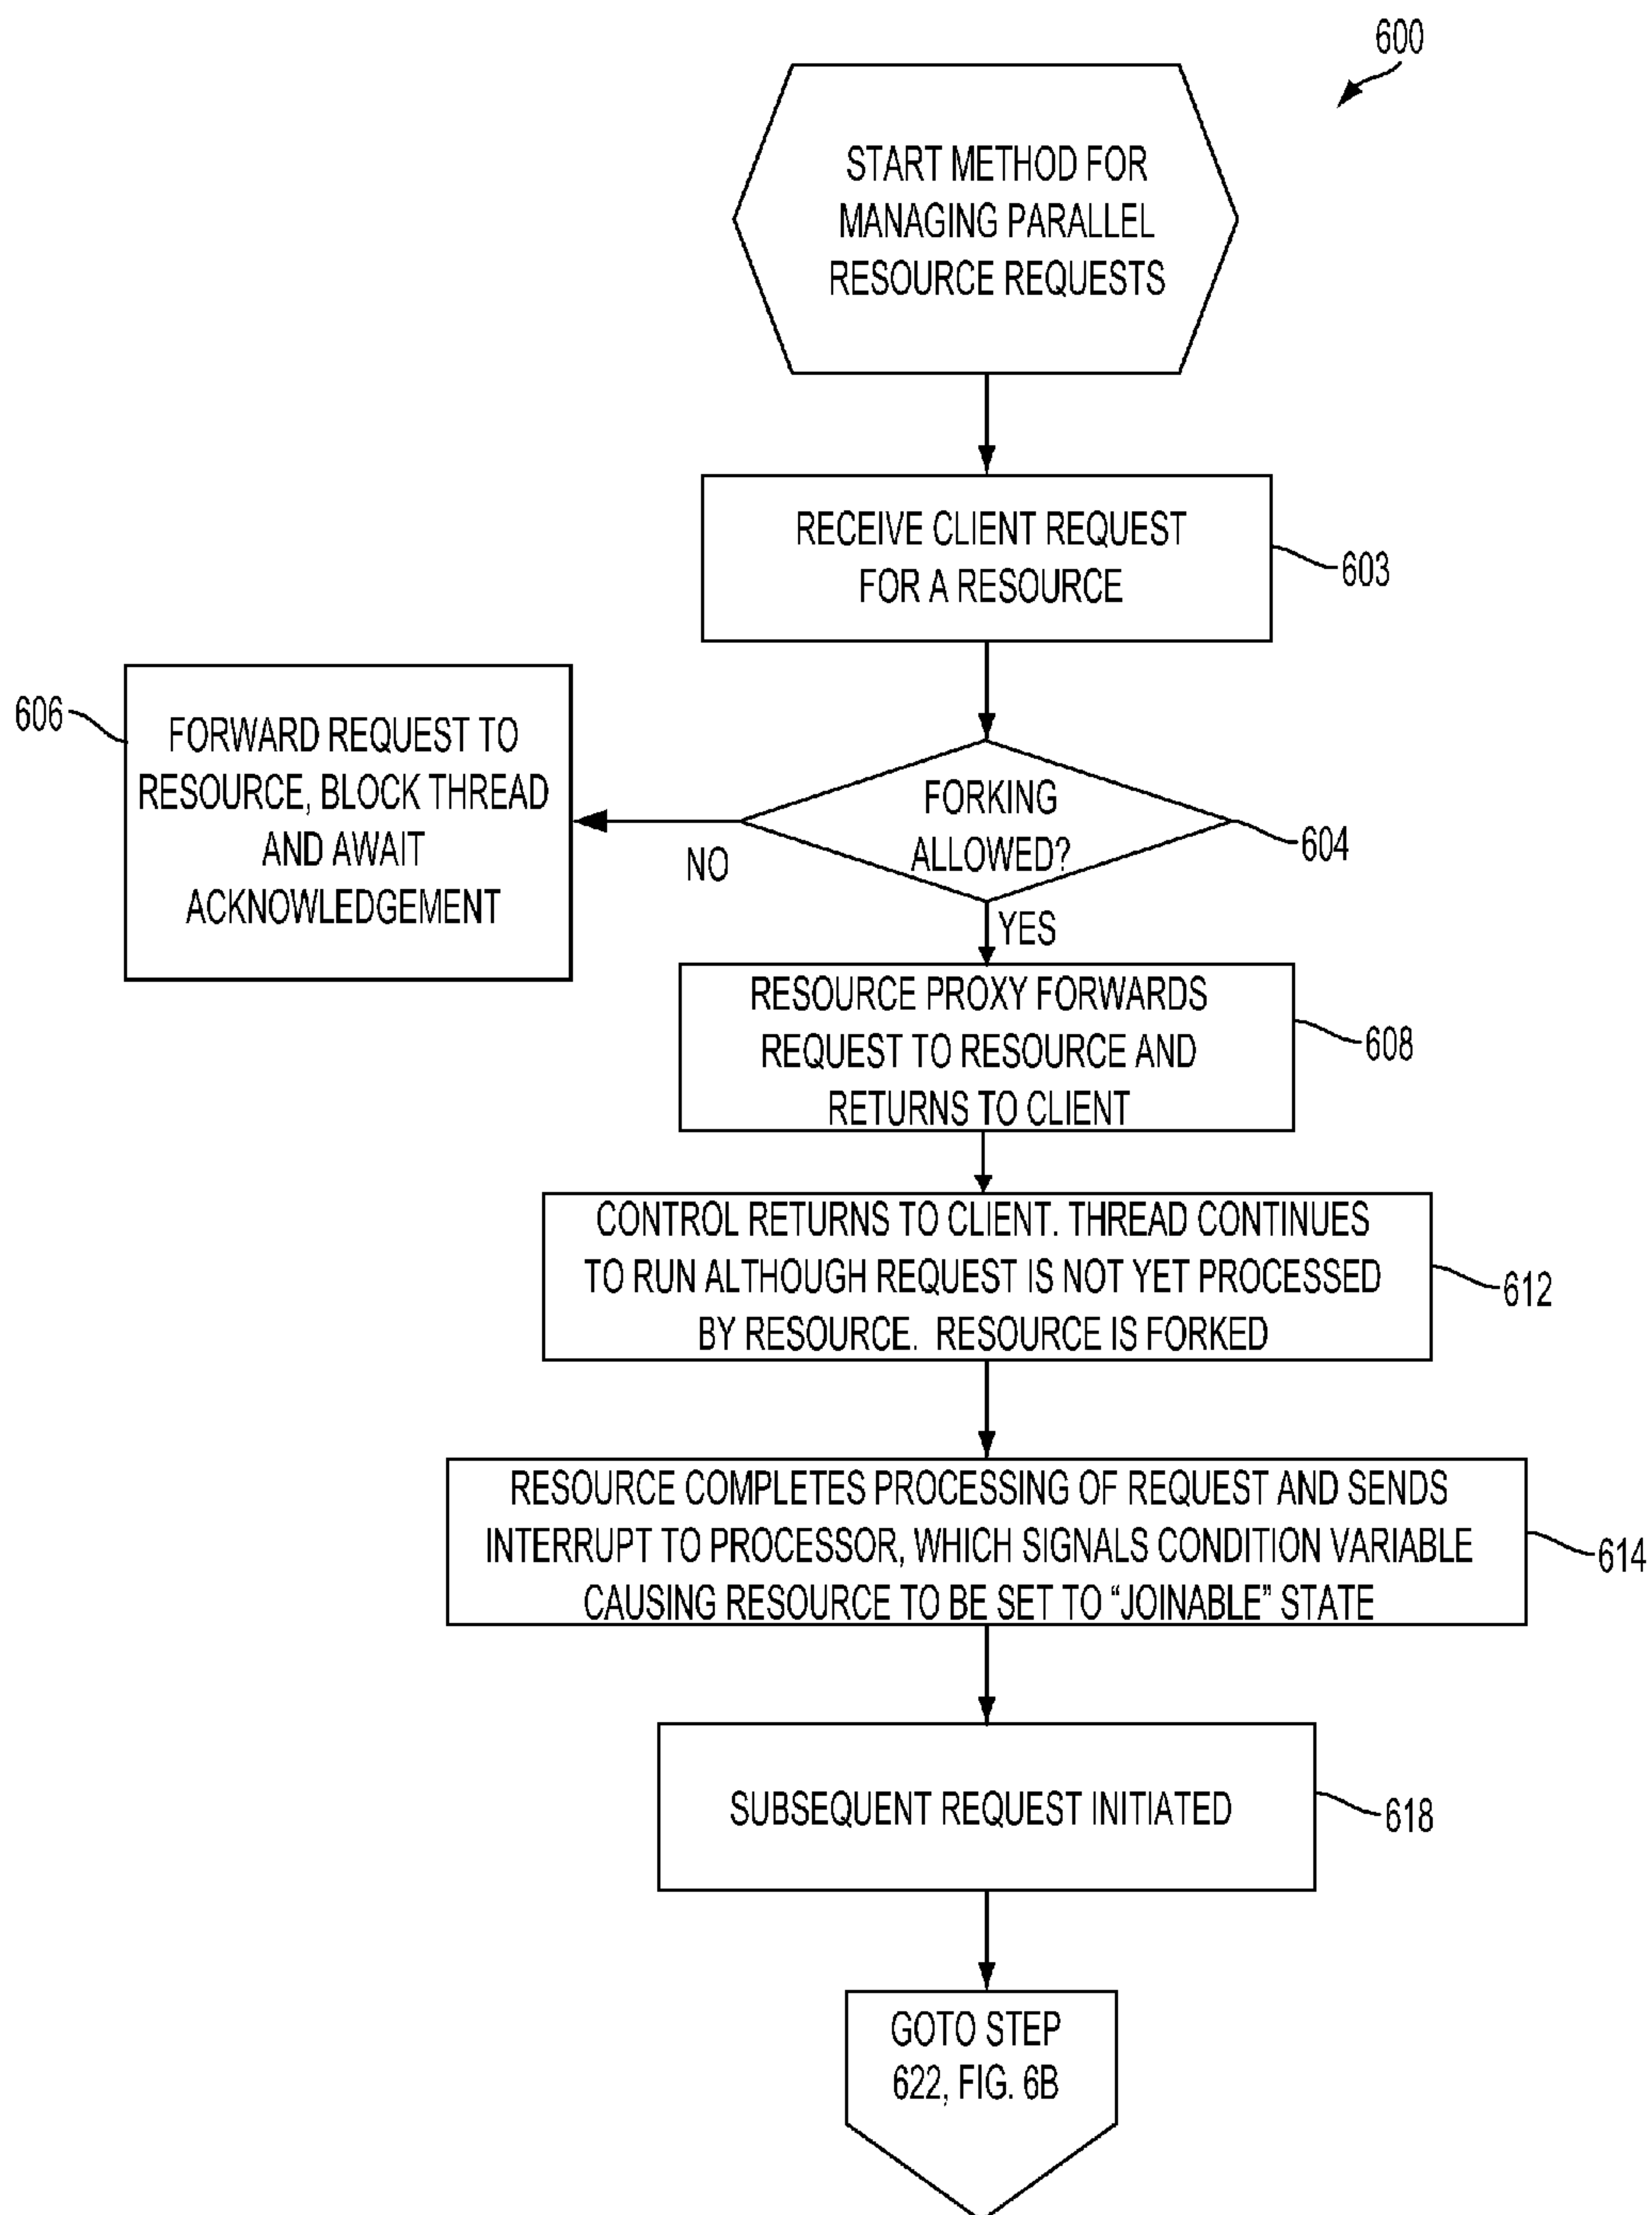 600
START METHOD FOR
MANAGING PARALLEL
RESOURCE REQUESTS
RECEIVE CLIENT REQUEST
FOR A RESOURCE
603
606
FORWARD REQUEST TO
RESOURCE, BLOCK THREAD
AND AWAIT
ACKNOWLEDGEMENT
FORKING
ALLOWED?
604
NO
YES
RESOURCE PROXY FORWARDS
REQUEST TO RESOURCE AND
RETURNS TO CLIENT
608
CONTROL RETURNS TO CLIENT. THREAD CONTINUES
TO RUN ALTHOUGH REQUEST IS NOT YET PROCESSED
BY RESOURCE. RESOURCE IS FORKED
612
RESOURCE COMPLETES PROCESSING OF REQUEST AND SENDS
INTERRUPT TO PROCESSOR, WHICH SIGNALS CONDITION VARIABLE
CAUSING RESOURCE TO BE SET TO “JOINABLE” STATE
614
SUBSEQUENT REQUEST INITIATED
618
GOTO STEP
622, FIG. 6B